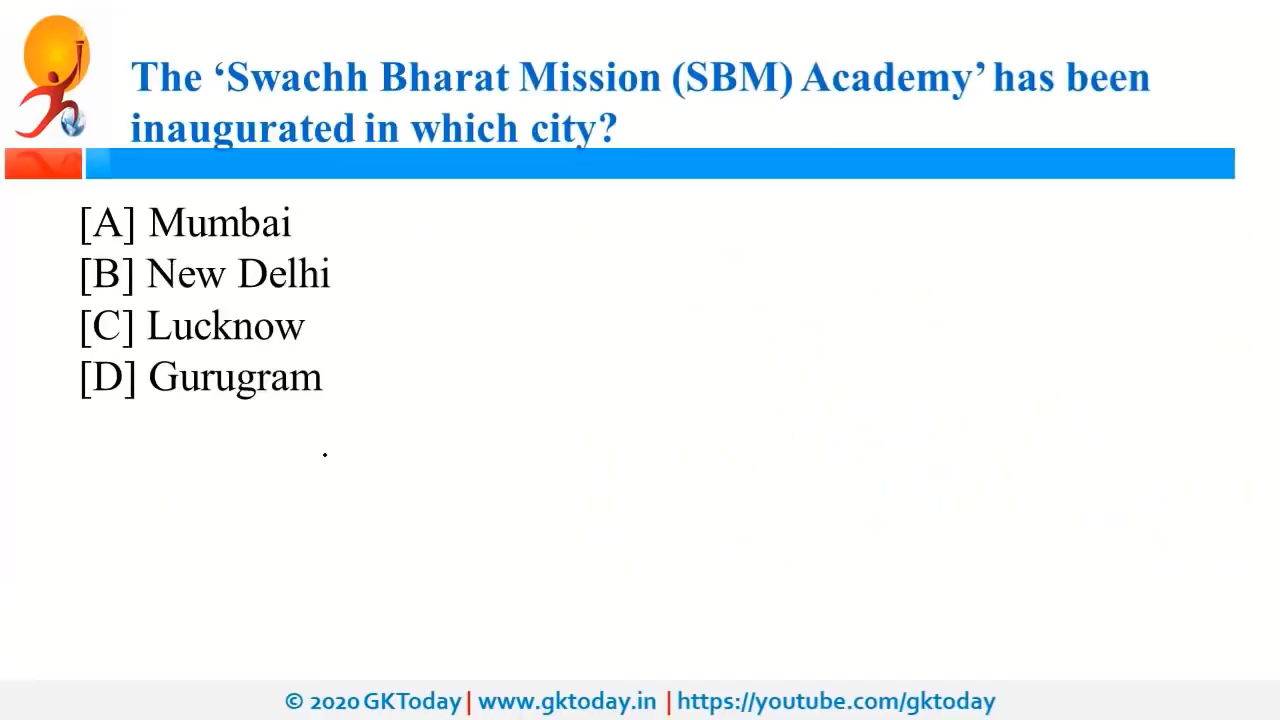 The ‘Swachh Bharat Mission (SBM) Academy’ has been
inaugurated in which city?
[A] Mumbai
[B] New Delhi
[C] Lucknow
[D] Gurugram
.
© 2020 GKToday | www.gktoday.in | https://youtube.com/gktoday